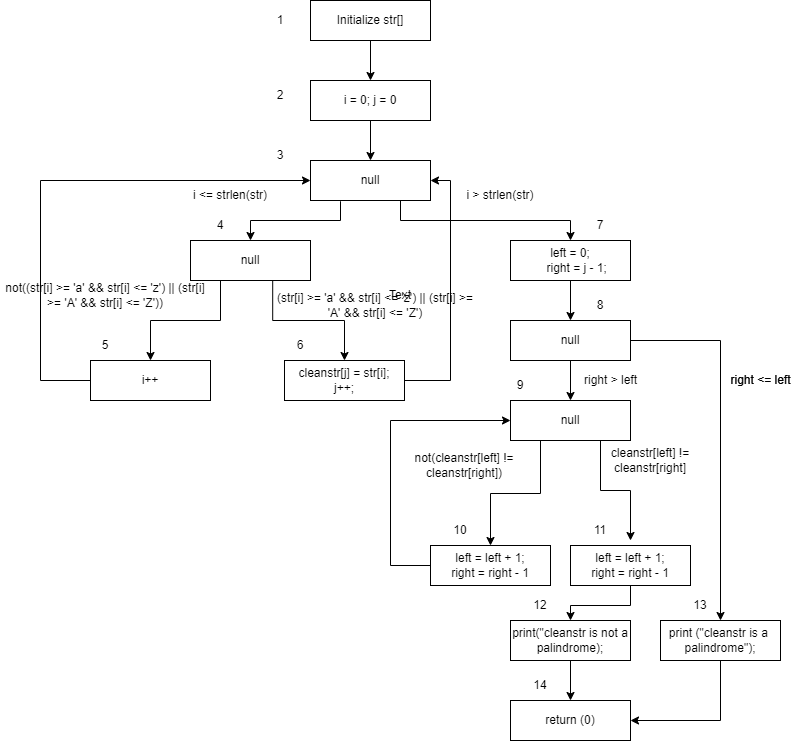 1
Initialize str[]
2
i = 0; j = 0
3
null
i <= strlen(str)
i > strlen(str)
4
null
7
left = 0;
right = j - 1;
not((str[i] >= 'a' && str[i] <= 'z') || (str[i]
>= 'A' && str[i] <= 'Z'))
Text
(str[i] >= 'a' && str[i] <= 'z') || (str[i] >=
'A' && str[i] <= 'Z')
8
null
5
i++
6
cleanstr[j] = str[i];
j++;
9
right > left
right <= left
null
not(cleanstr[left] !=
cleanstr[right])
cleanstr[left] !=
cleanstr[right]
10
left = left + 1;
right = right - 1
11
left = left + 1;
right = right - 1
12
print("cleanstr is not a
palindrome);
13
print ("cleanstr is a
palindrome");
14
return (0)